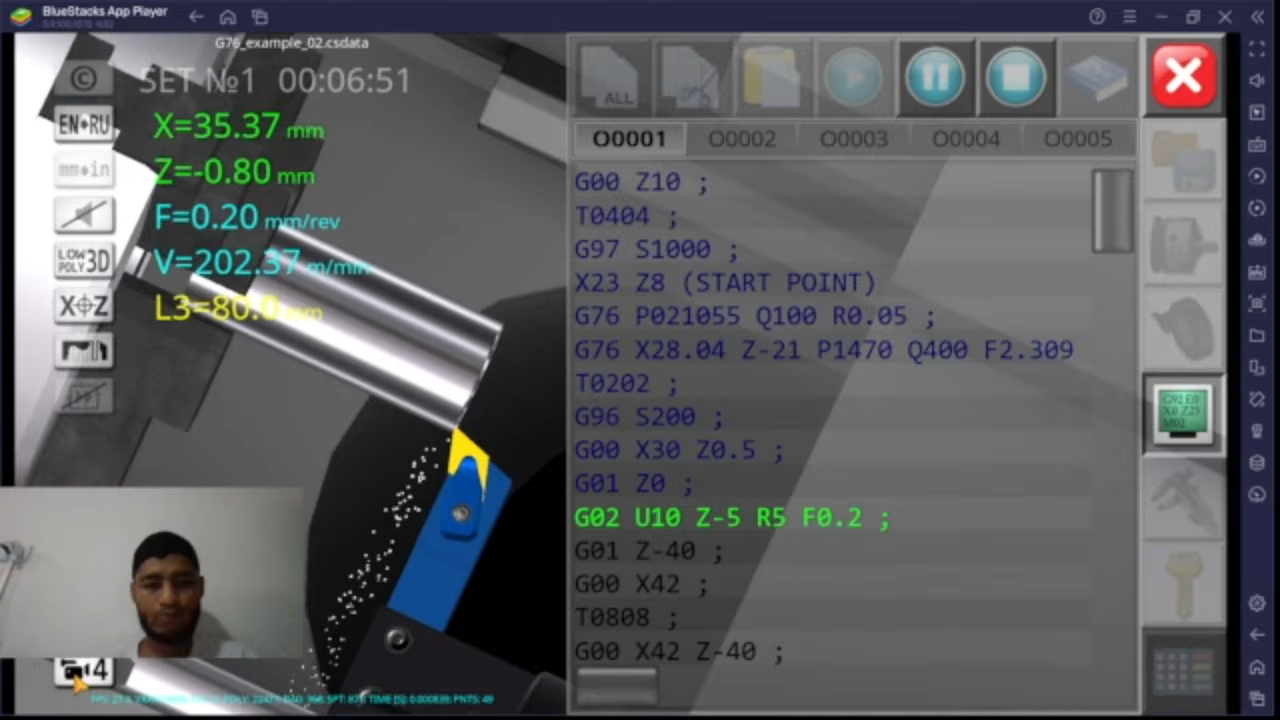 BlueStacks App Player
G76_example_02.csdata
SET №1 00:06:51
EN+RU
X=35.37 mm
mm+in
Z=-0.80 mm
F=0.20 mm/rev
LOW POLY 3D
V=202.37 m/min
X Z
L3=80.0 mm
4
ALL
O0001 O0002 O0003 O0004 O0005
G00 Z10 ;
T0404 ;
G97 S1000 ;
X23 Z8 (START POINT)
G76 P021055 Q100 R0.05 ;
G76 X28.04 Z-21 P1470 Q400 F2.309
T0202 ;
G96 S200 ;
G00 X30 Z0.5 ;
G01 Z0 ;
G02 U10 Z-5 R5 F0.2 ;
G01 Z-40 ;
G00 X42 ;
T0808 ;
G00 X42 Z-40 ;